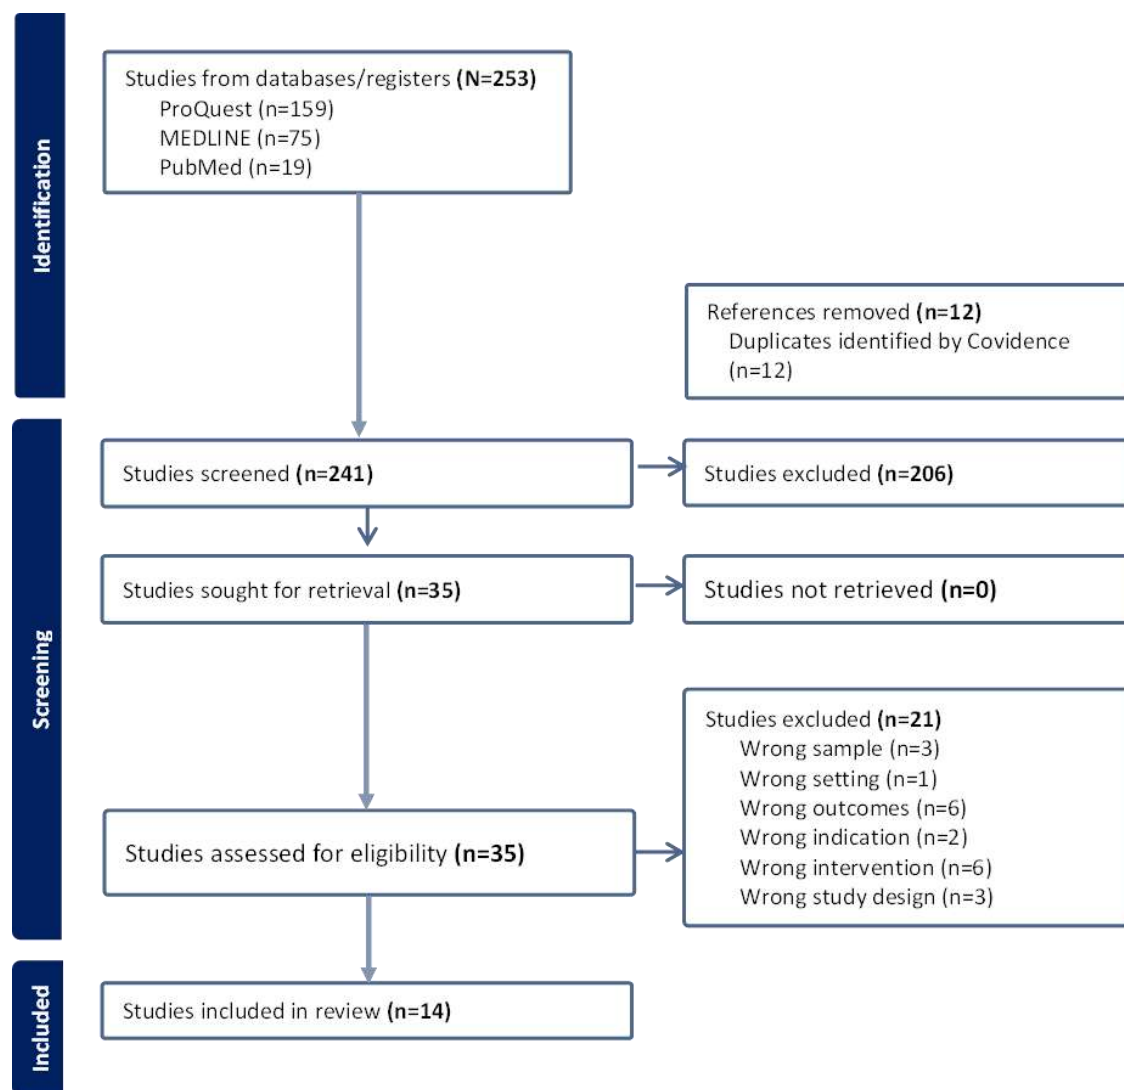 Identification
Studies from databases/registers (N=253)
ProQuest (n=159)
MEDLINE (n=75)
PubMed (n=19)
References removed (n=12)
Duplicates identified by Covidence
(n=12)
Screening
Studies screened (n=241)
Studies excluded (n=206)
Studies sought for retrieval (n=35)
Studies not retrieved (n=0)
Studies assessed for eligibility (n=35)
Studies excluded (n=21)
Wrong sample (n=3)
Wrong setting (n=1)
Wrong outcomes (n=6)
Wrong indication (n=2)
Wrong intervention (n=6)
Wrong study design (n=3)
Included
Studies included in review (n=14)